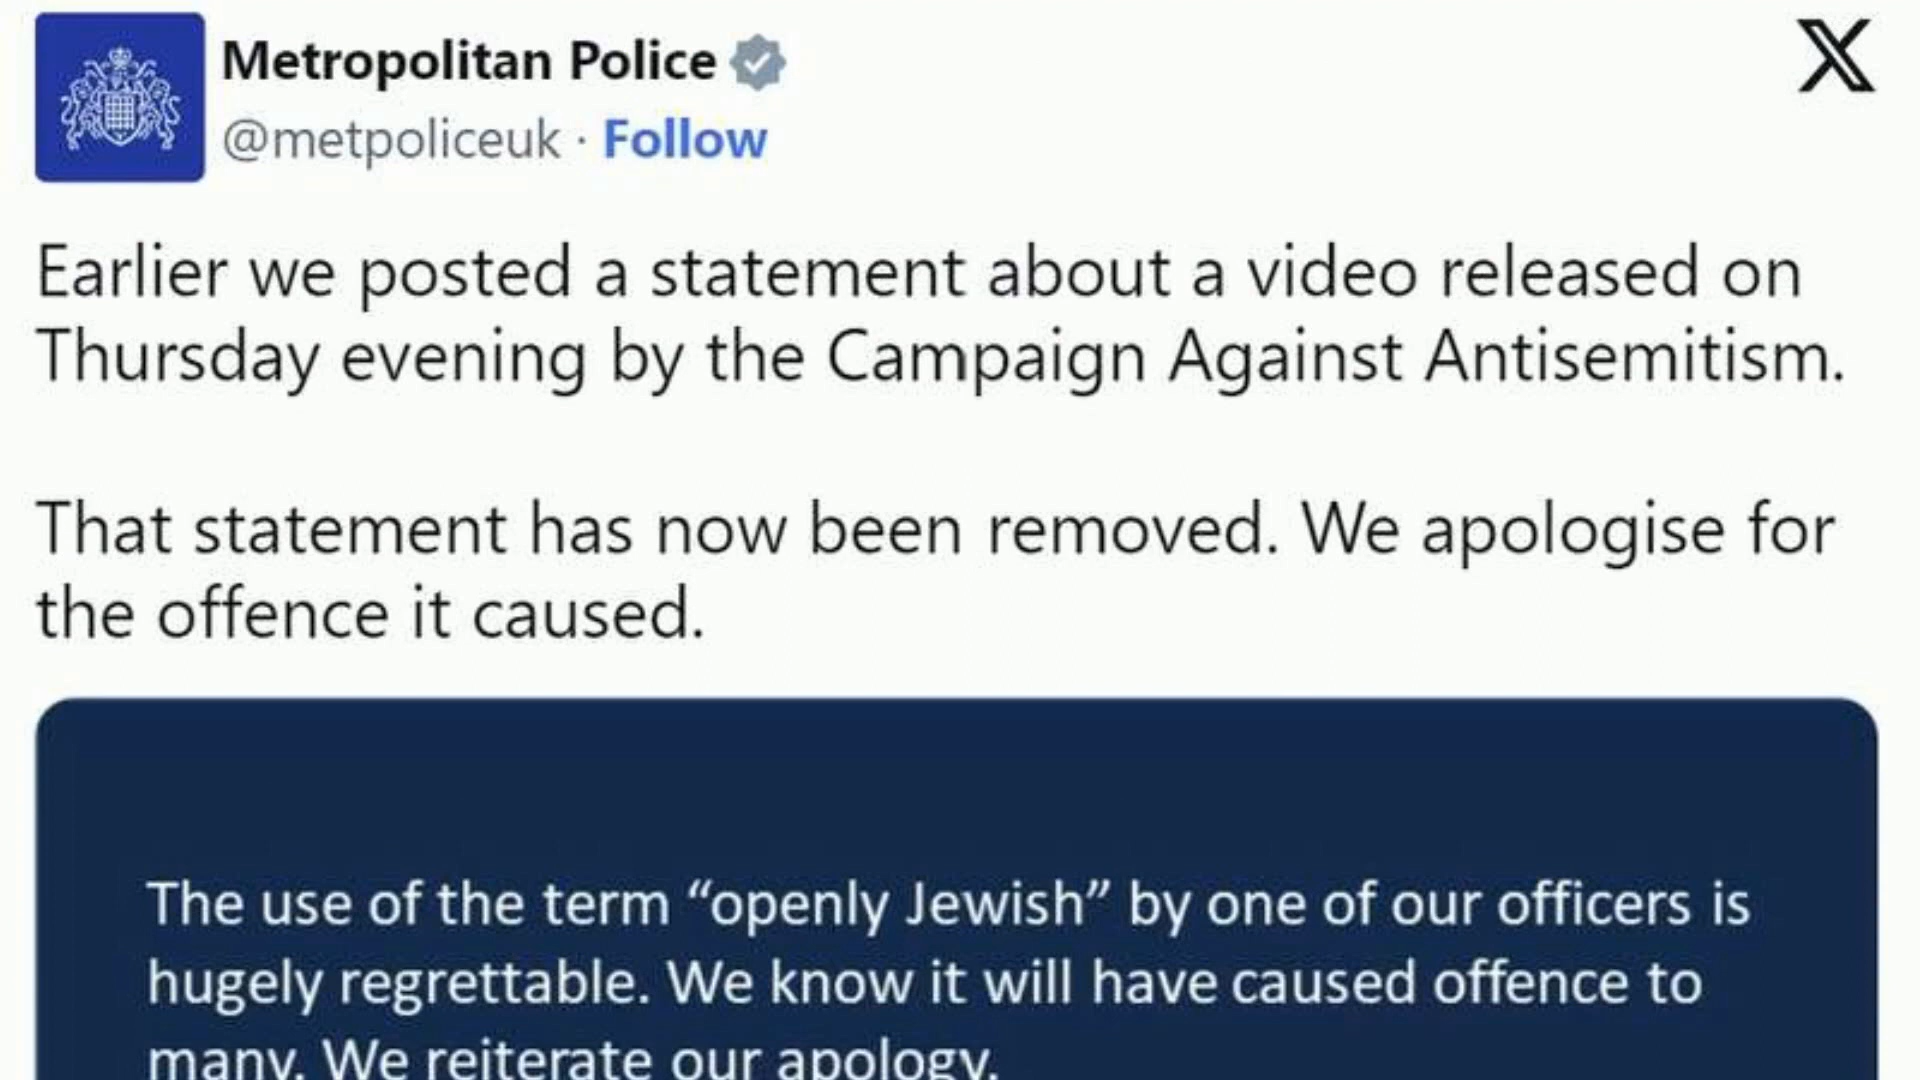 Metropolitan Police
@metpoliceuk · Follow
Earlier we posted a statement about a video released on
Thursday evening by the Campaign Against Antisemitism.
That statement has now been removed. We apologise for
the offence it caused.
The use of the term “openly Jewish” by one of our officers is
hugely regrettable. We know it will have caused offence to
many. We reiterate our apology.